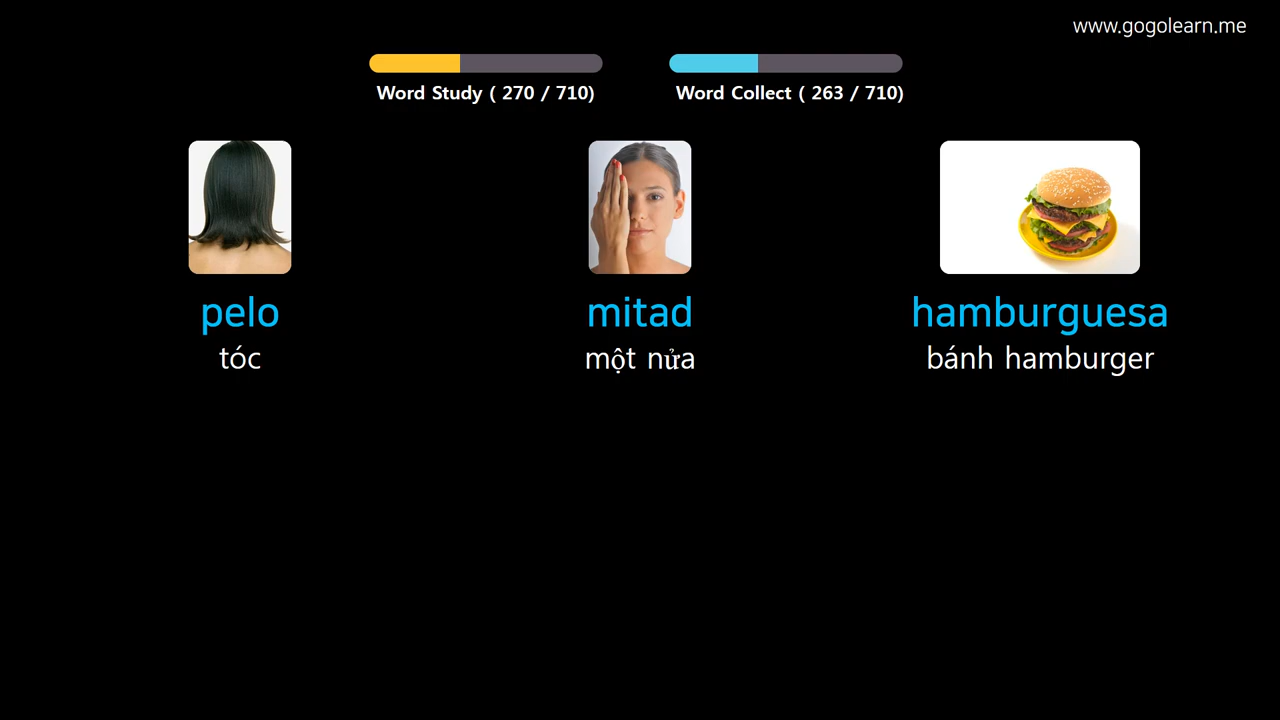 www.gogolearn.me
Word Study ( 270 / 710)
Word Collect ( 263 / 710)
pelo
tóc
mitad
một nửa
hamburguesa
bánh hamburger